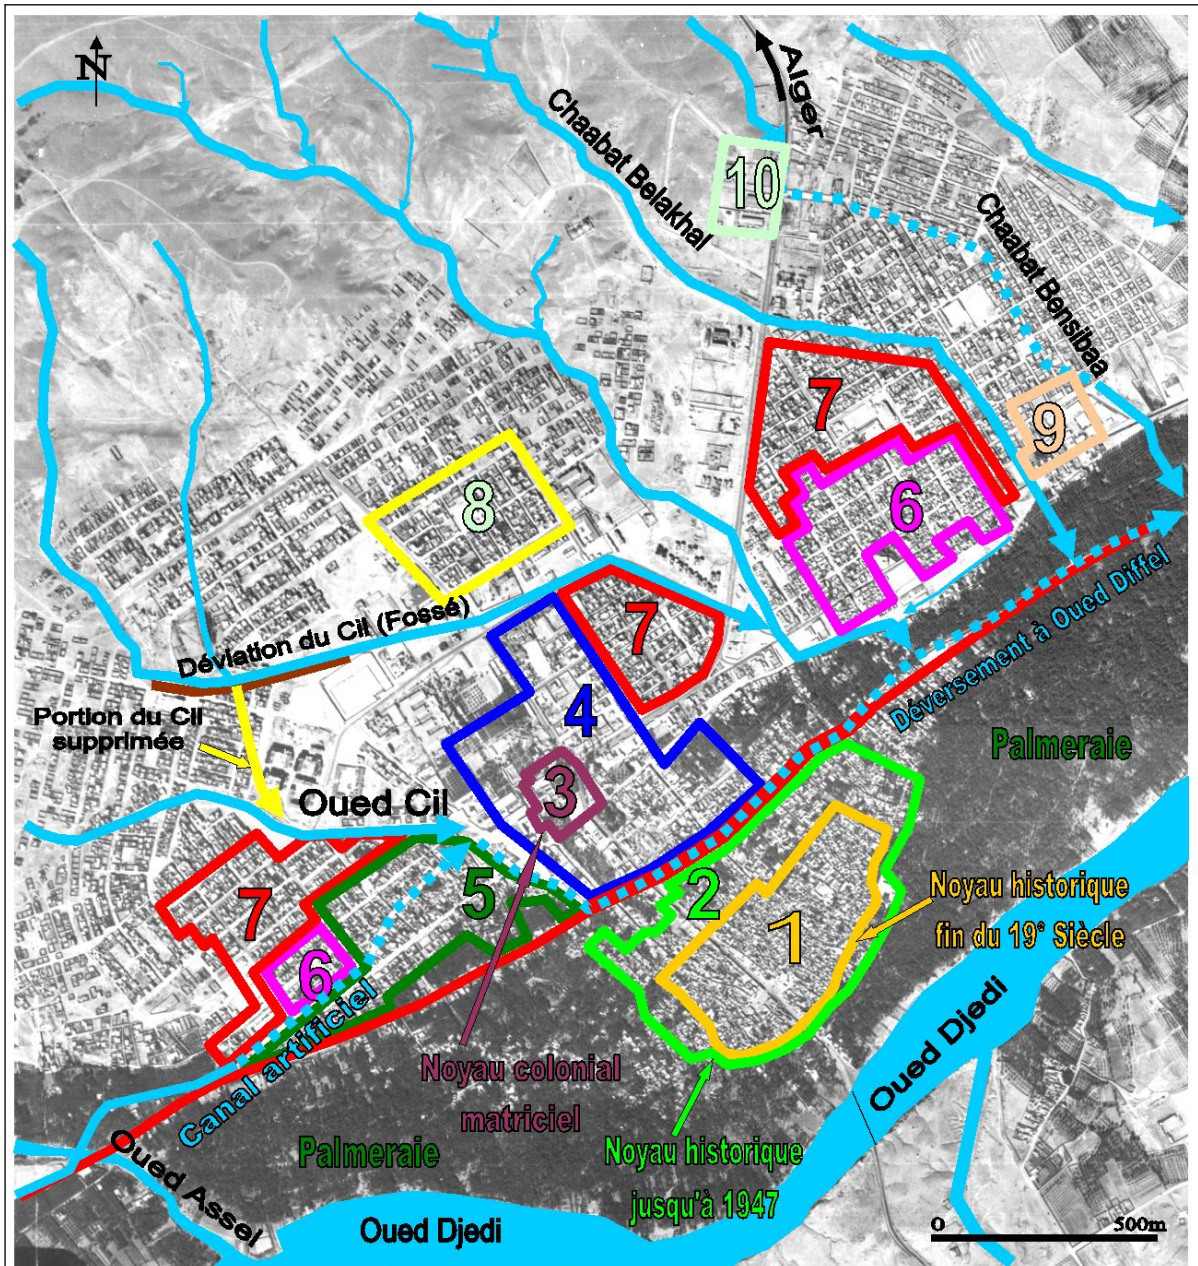 N
Alger
Chaabat Belakhal
10
Chaabat Bensibaa
7
9
6
8
7
Déviation du Cil (Fossé)
Déversement à Oued Diffel
Portion du Cil
supprimée
4
Palmeraie
3
Oued Cil
2
5
7
1
Noyau historique
fin du 19e Siècle
6
Canal artificiel
Noyau colonial
matriciel
Oued Djedi
Palmeraie
Noyau historique
jusqu'à 1947
Oued Assel
Oued Djedi
0 500m